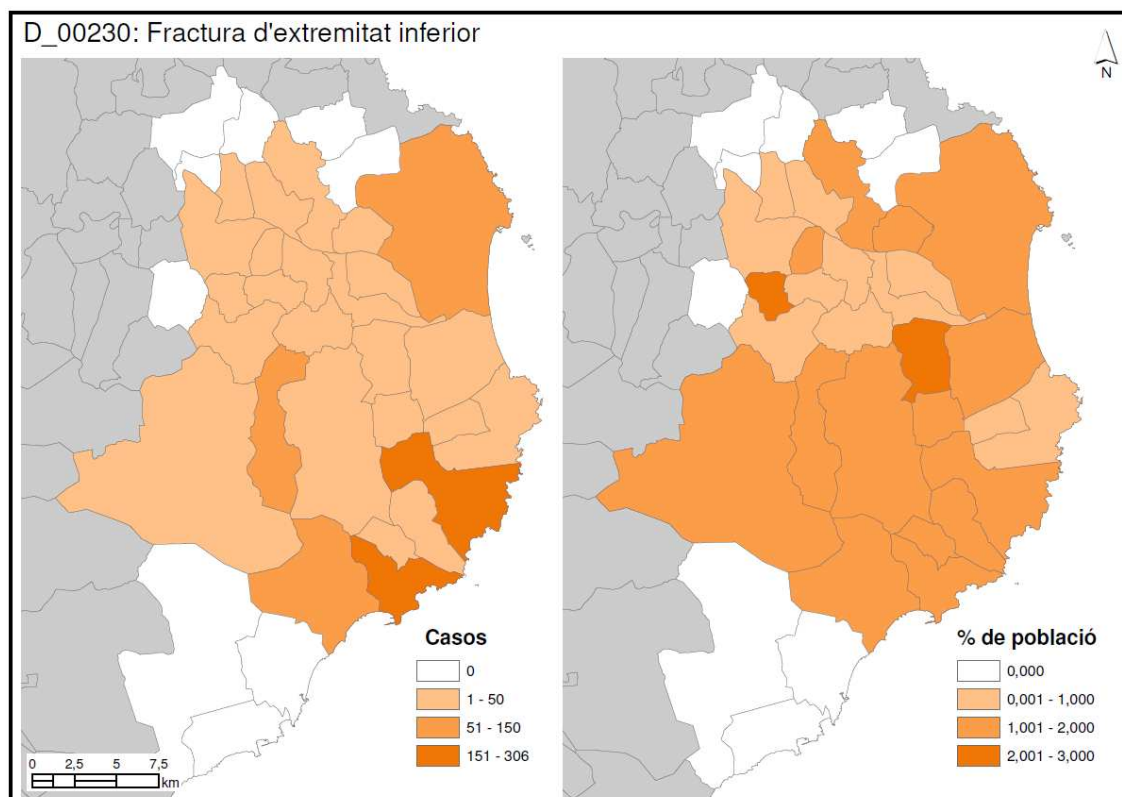 D_00230: Fractura d'extremitat inferior
N
Casos
0
1 - 50
51 - 150
151 - 306
0 2,5 5 7,5
km
% de població
0,000
0,001 - 1,000
1,001 - 2,000
2,001 - 3,000